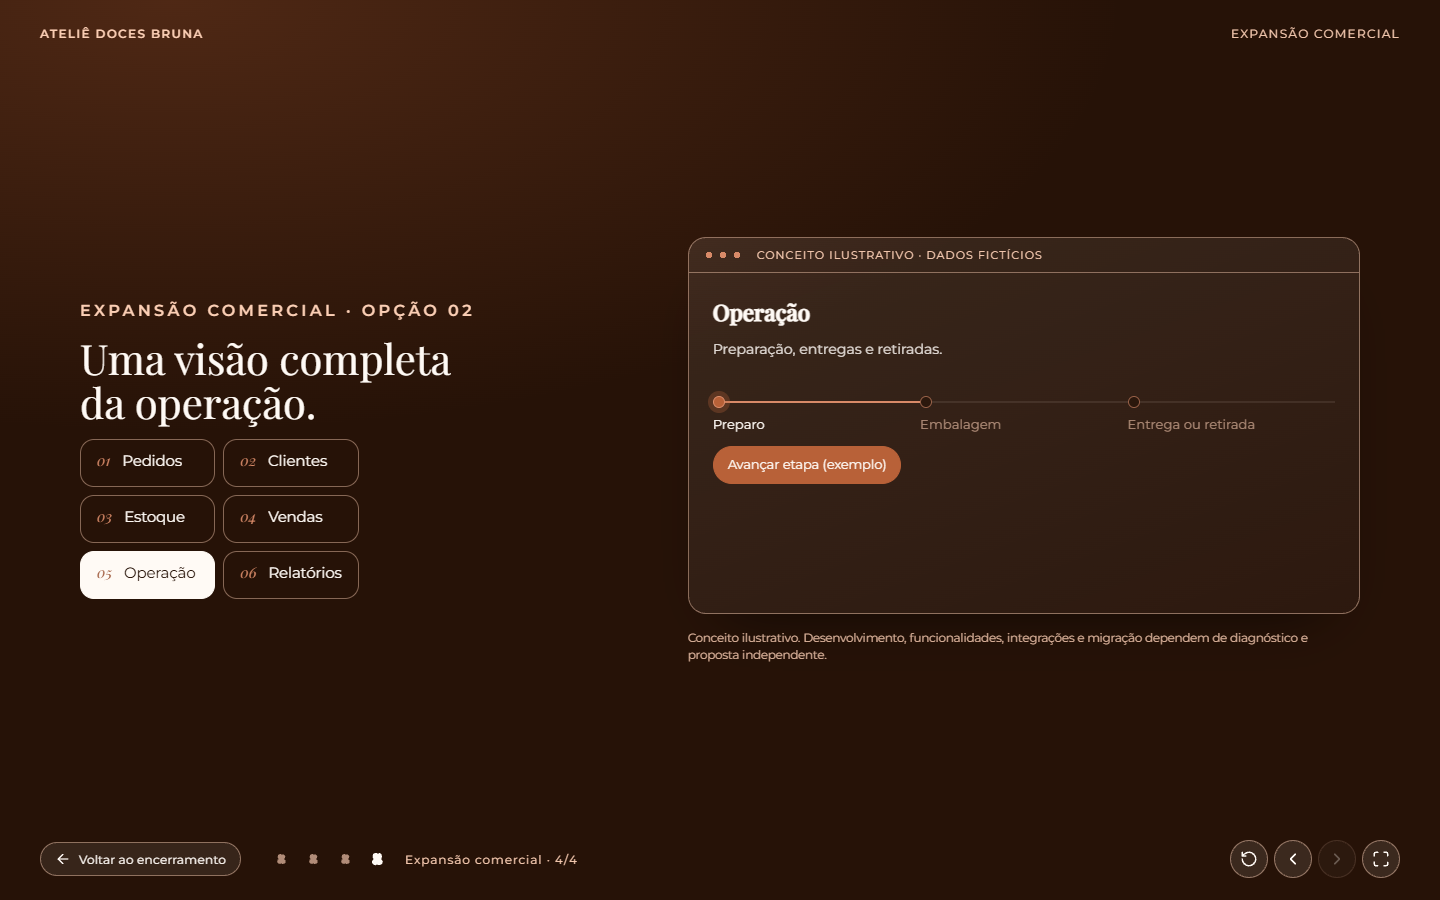 ATELIÊ DOCES BRUNA
EXPANSÃO COMERCIAL
EXPANSÃO COMERCIAL · OPÇÃO 02
Uma visão completa
da operação.
01 Pedidos
02 Clientes
03 Estoque
04 Vendas
05 Operação
06 Relatórios
CONCEITO ILUSTRATIVO · DADOS FICTÍCIOS
Operação
Preparação, entregas e retiradas.
Preparo
Embalagem
Entrega ou retirada
Avançar etapa (exemplo)
Conceito ilustrativo. Desenvolvimento, funcionalidades, integrações e migração dependem de diagnóstico e
proposta independente.
Voltar ao encerramento
Expansão comercial · 4/4